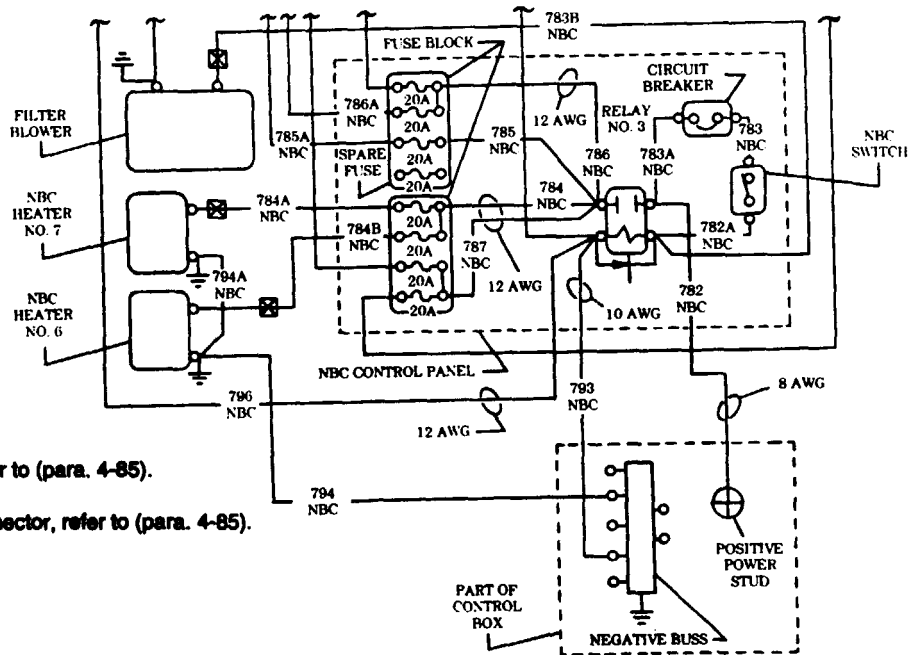 783B
NBC
FUSE BLOCK
CIRCUIT
BREAKER
FILTER
BLOWER
786A
NBC
20A
20A
785A
NBC
20A
785
NBC
SPARE
FUSE
20A
12 AWG
RELAY
NO. 3
783
NBC
786
NBC
783A
NBC
NBC
SWITCH
NBC
HEATER
NO. 7
784A
NBC
784B
NBC
20A
20A
20A
20A
784
NBC
787
NBC
12 AWG
782A
NBC
782
NBC
10 AWG
794A
NBC
NBC
HEATER
NO. 6
NBC CONTROL PANEL
793
NBC
8 AWG
796
NBC
12 AWG
r to (para. 4-85).
794
NBC
nector, refer to (para. 4-85).
POSITIVE
POWER
STUD
PART OF
CONTROL
BOX
NEGATIVE BUSS